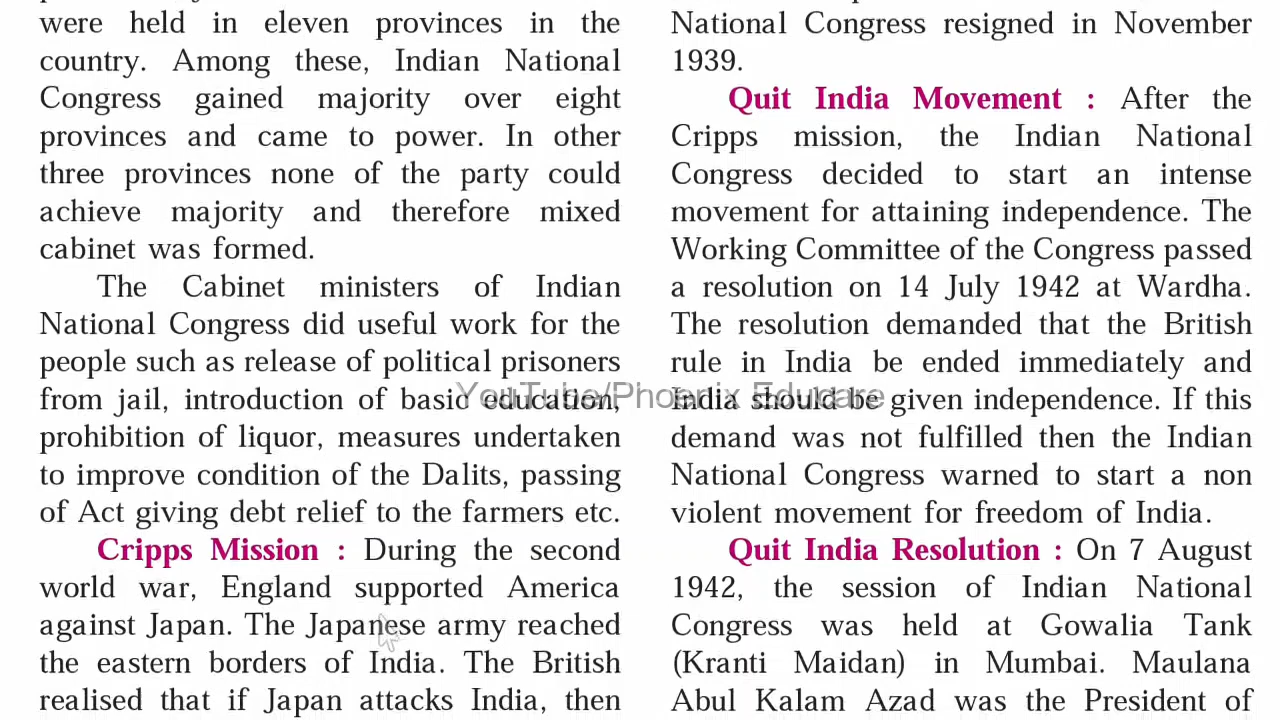 were held in eleven provinces in the
country. Among these, Indian National
Congress gained majority over eight
provinces and came to power. In other
three provinces none of the party could
achieve majority and therefore mixed
cabinet was formed.
The Cabinet ministers of Indian
National Congress did useful work for the
people such as release of political prisoners
from jail, introduction of basic education,
prohibition of liquor, measures undertaken
to improve condition of the Dalits, passing
of Act giving debt relief to the farmers etc.
Cripps Mission : During the second
world war, England supported America
against Japan. The Japanese army reached
the eastern borders of India. The British
realised that if Japan attacks India, then
National Congress resigned in November
1939.
Quit India Movement : After the
Cripps mission, the Indian National
Congress decided to start an intense
movement for attaining independence. The
Working Committee of the Congress passed
a resolution on 14 July 1942 at Wardha.
The resolution demanded that the British
rule in India be ended immediately and
India should be given independence. If this
demand was not fulfilled then the Indian
National Congress warned to start a non
violent movement for freedom of India.
Quit India Resolution : On 7 August
1942, the session of Indian National
Congress was held at Gowalia Tank
(Kranti Maidan) in Mumbai. Maulana
Abul Kalam Azad was the President of
YouTube/Phoenix Educare